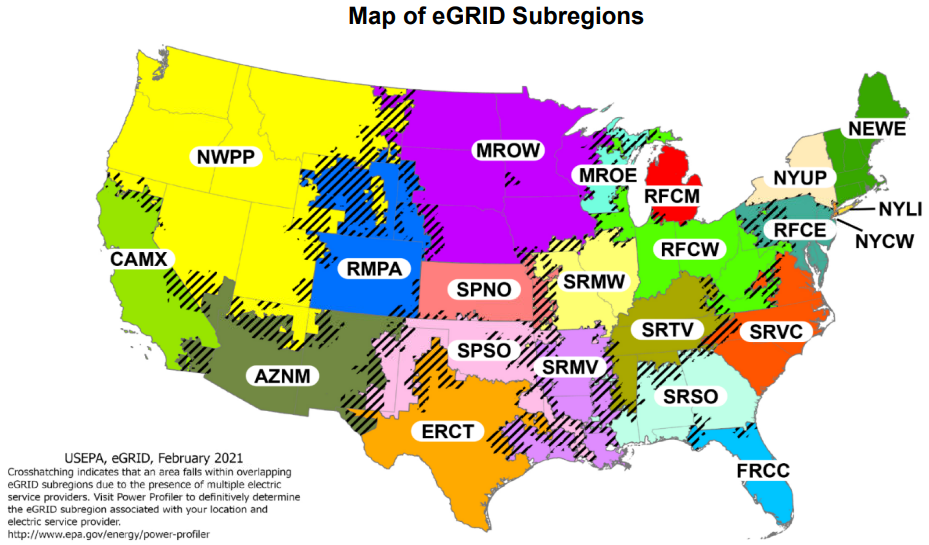 Map of eGRID Subregions
NEWE
NWPP
MROW
MROE
NYUP
RFCM
NYLI
RFCE
NYCW
RFCW
CAMX
RMPA
SRMW
SPNO
SRTV
SRVC
SPSO
SRMV
AZNM
SRSO
ERCT
FRCC
USEPA, eGRID, February 2021
Crosshatching indicates that an area falls within overlapping
eGRID subregions due to the presence of multiple electric
service providers. Visit Power Profiler to definitively determine
the eGRID subregion associated with your location and
electric service provider.
http://www.epa.gov/energy/power-profiler